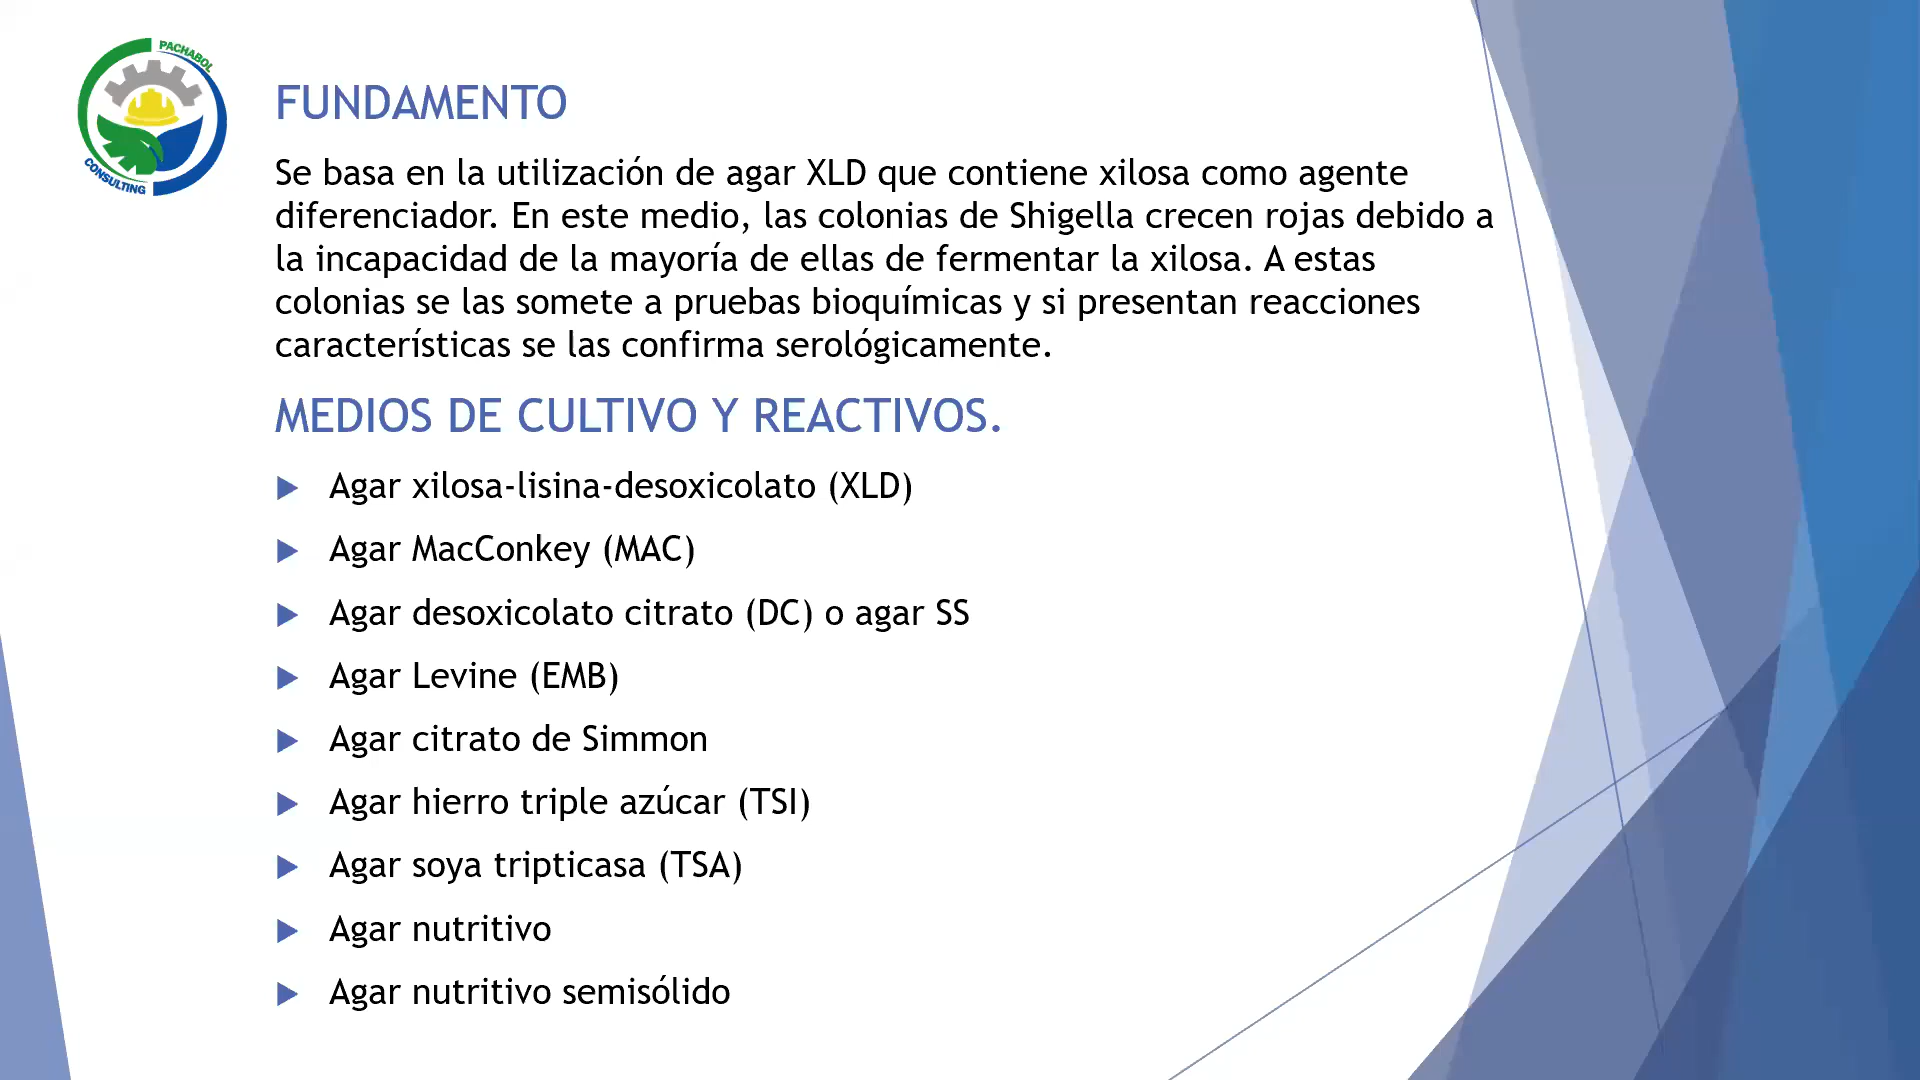 PACHABOL
CONSULTING
FUNDAMENTO
Se basa en la utilización de agar XLD que contiene xilosa como agente
diferenciador. En este medio, las colonias de Shigella crecen rojas debido a
la incapacidad de la mayoría de ellas de fermentar la xilosa. A estas
colonias se las somete a pruebas bioquímicas y si presentan reacciones
características se las confirma serológicamente.
MEDIOS DE CULTIVO Y REACTIVOS.
Agar xilosa-lisina-desoxicolato (XLD)
Agar MacConkey (MAC)
Agar desoxicolato citrato (DC) o agar SS
Agar Levine (EMB)
Agar citrato de Simmon
Agar hierro triple azúcar (TSI)
Agar soya tripticasa (TSA)
Agar nutritivo
Agar nutritivo semisólido